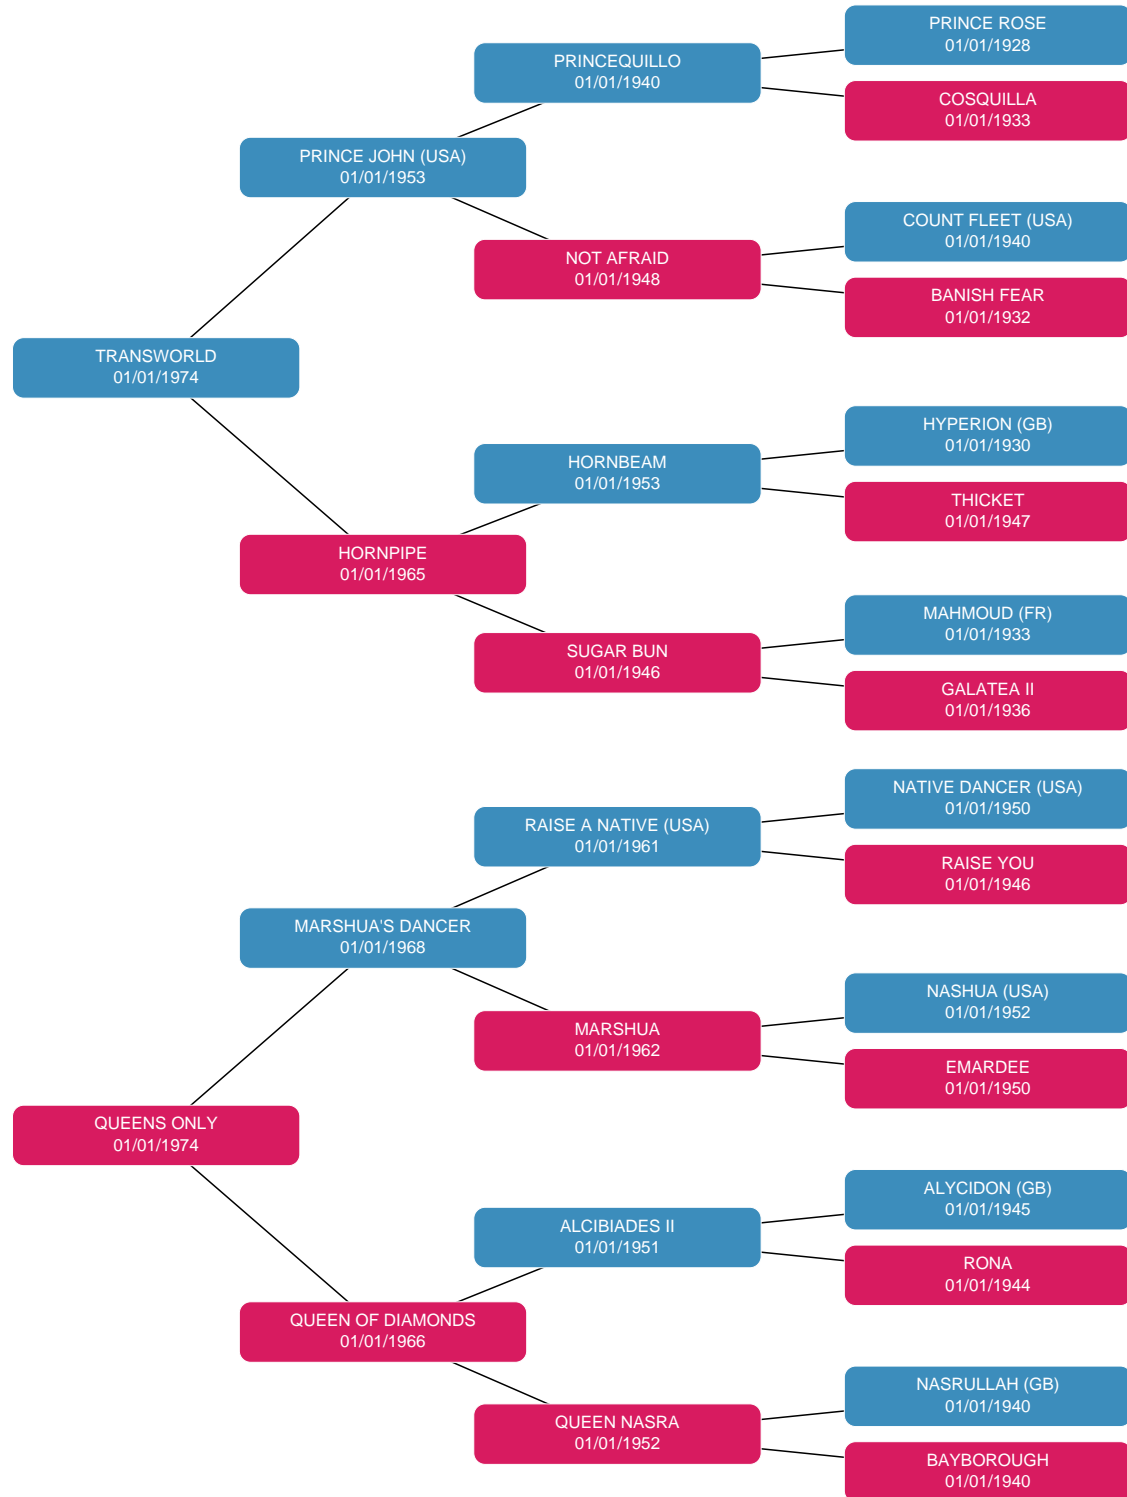 PRINCE ROSE
01/01/1928
PRINCEQUILLO
01/01/1940
COSQUILLA
01/01/1933
PRINCE JOHN (USA)
01/01/1953
COUNT FLEET (USA)
01/01/1940
NOT AFRAID
01/01/1948
BANISH FEAR
01/01/1932
TRANSWORLD
01/01/1974
HYPERION (GB)
01/01/1930
HORNBEAM
01/01/1953
THICKET
01/01/1947
HORNPIPE
01/01/1965
MAHMOUD (FR)
01/01/1933
SUGAR BUN
01/01/1946
GALATEA II
01/01/1936
NATIVE DANCER (USA)
01/01/1950
RAISE A NATIVE (USA)
01/01/1961
RAISE YOU
01/01/1946
MARSHUA'S DANCER
01/01/1968
NASHUA (USA)
01/01/1952
MARSHUA
01/01/1962
EMARDEE
01/01/1950
QUEENS ONLY
01/01/1974
ALYCIDON (GB)
01/01/1945
ALCIBIADES II
01/01/1951
RONA
01/01/1944
QUEEN OF DIAMONDS
01/01/1966
NASRULLAH (GB)
01/01/1940
QUEEN NASRA
01/01/1952
BAYBOROUGH
01/01/1940